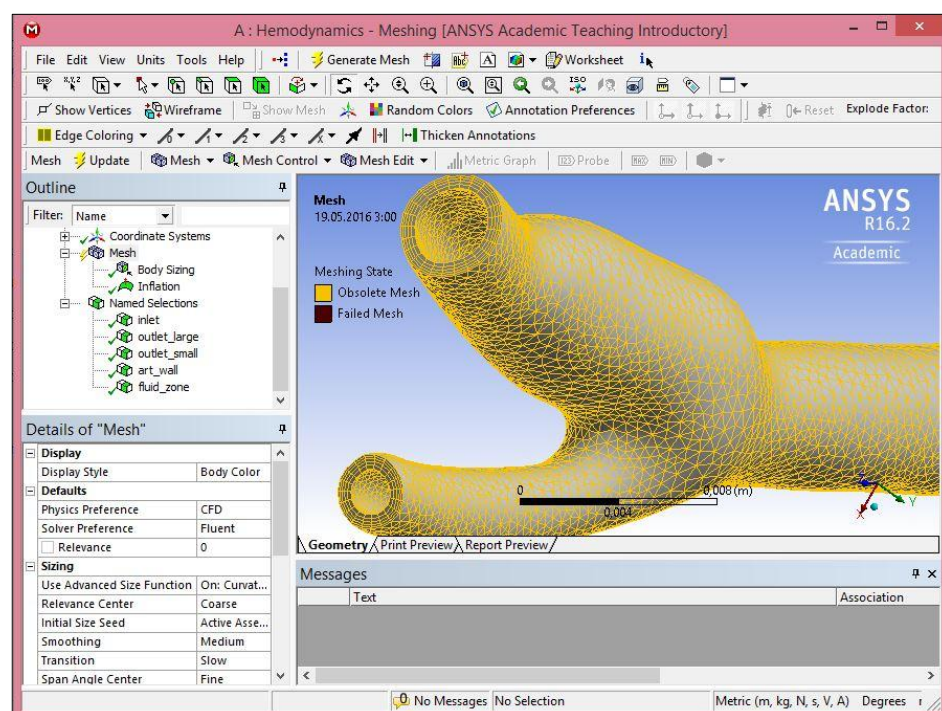 A : Hemodynamics - Meshing [ANSYS Academic Teaching Introductory]
File Edit View Units Tools Help Generate Mesh A Worksheet i
X,Y,Z ISO
Show Vertices Wireframe Show Mesh Random Colors Annotation Preferences Reset Explode Factor:
Edge Coloring Thicken Annotations
Mesh Update Mesh Mesh Control Mesh Edit Metric Graph Probe MAX MIN
Outline
Filter: Name
Coordinate Systems
Mesh
Body Sizing
Inflation
Named Selections
inlet
outlet_large
outlet_small
art_wall
fluid_zone
Details of "Mesh"
Display
Display Style Body Color
Defaults
Physics Preference CFD
Solver Preference Fluent
Relevance 0
Sizing
Use Advanced Size Function On: Curvat...
Relevance Center Coarse
Initial Size Seed Active Asse...
Smoothing Medium
Transition Slow
Span Angle Center Fine
Mesh
19.05.2016 3:00
Meshing State
Obsolete Mesh
Failed Mesh
ANSYS
R16.2
Academic
0 0,008 (m)
0,004
X Y
Geometry Print Preview Report Preview
Messages
Text Association
No Messages No Selection Metric (m, kg, N, s, V, A) Degrees